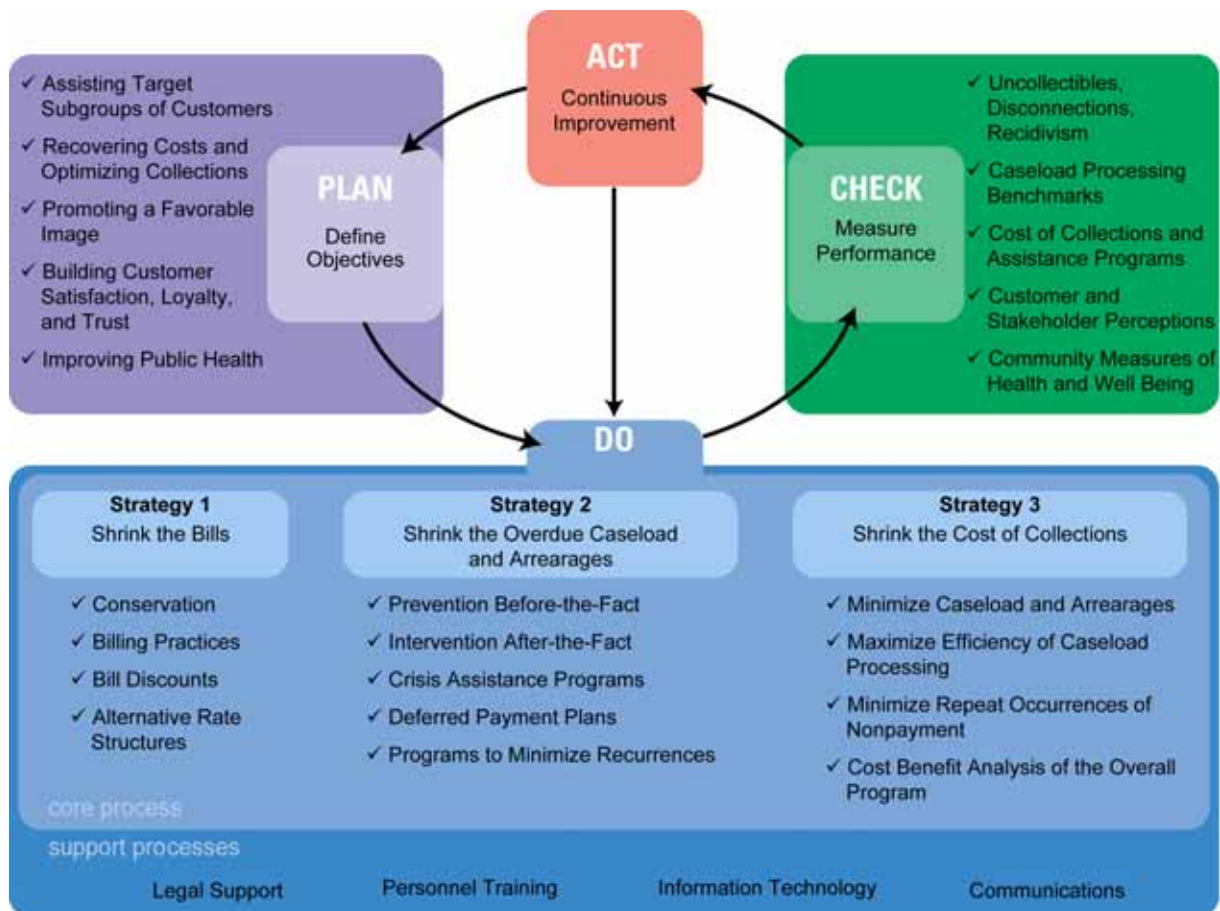 ACT
Continuous
Improvement
✓ Assisting Target
Subgroups of Customers
✓ Recovering Costs and
Optimizing Collections
✓ Promoting a Favorable
Image
✓ Building Customer
Satisfaction, Loyalty,
and Trust
✓ Improving Public Health
PLAN
Define
Objectives
CHECK
Measure
Performance
✓ Uncollectibles,
Disconnections,
Recidivism
✓ Caseload Processing
Benchmarks
✓ Cost of Collections and
Assistance Programs
✓ Customer and
Stakeholder Perceptions
✓ Community Measures of
Health and Well Being
DO
Strategy 1
Shrink the Bills
✓ Conservation
✓ Billing Practices
✓ Bill Discounts
✓ Alternative Rate
Structures
Strategy 2
Shrink the Overdue Caseload
and Arrearages
✓ Prevention Before-the-Fact
✓ Intervention After-the-Fact
✓ Crisis Assistance Programs
✓ Deferred Payment Plans
✓ Programs to Minimize Recurrences
Strategy 3
Shrink the Cost of Collections
✓ Minimize Caseload and Arrearages
✓ Maximize Efficiency of Caseload
Processing
✓ Minimize Repeat Occurrences of
Nonpayment
✓ Cost Benefit Analysis of the Overall
Program
core process
support processes
Legal Support
Personnel Training
Information Technology
Communications